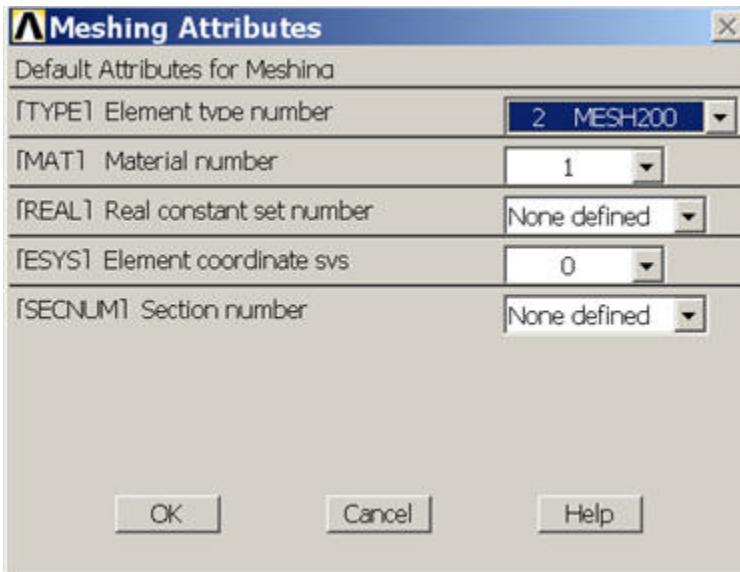 Meshing Attributes
Default Attributes for Meshing
[TYPE] Element type number 2 MESH200
[MAT] Material number 1
[REAL] Real constant set number None defined
[ESYS] Element coordinate sys 0
[SECNUM] Section number None defined
OK Cancel Help